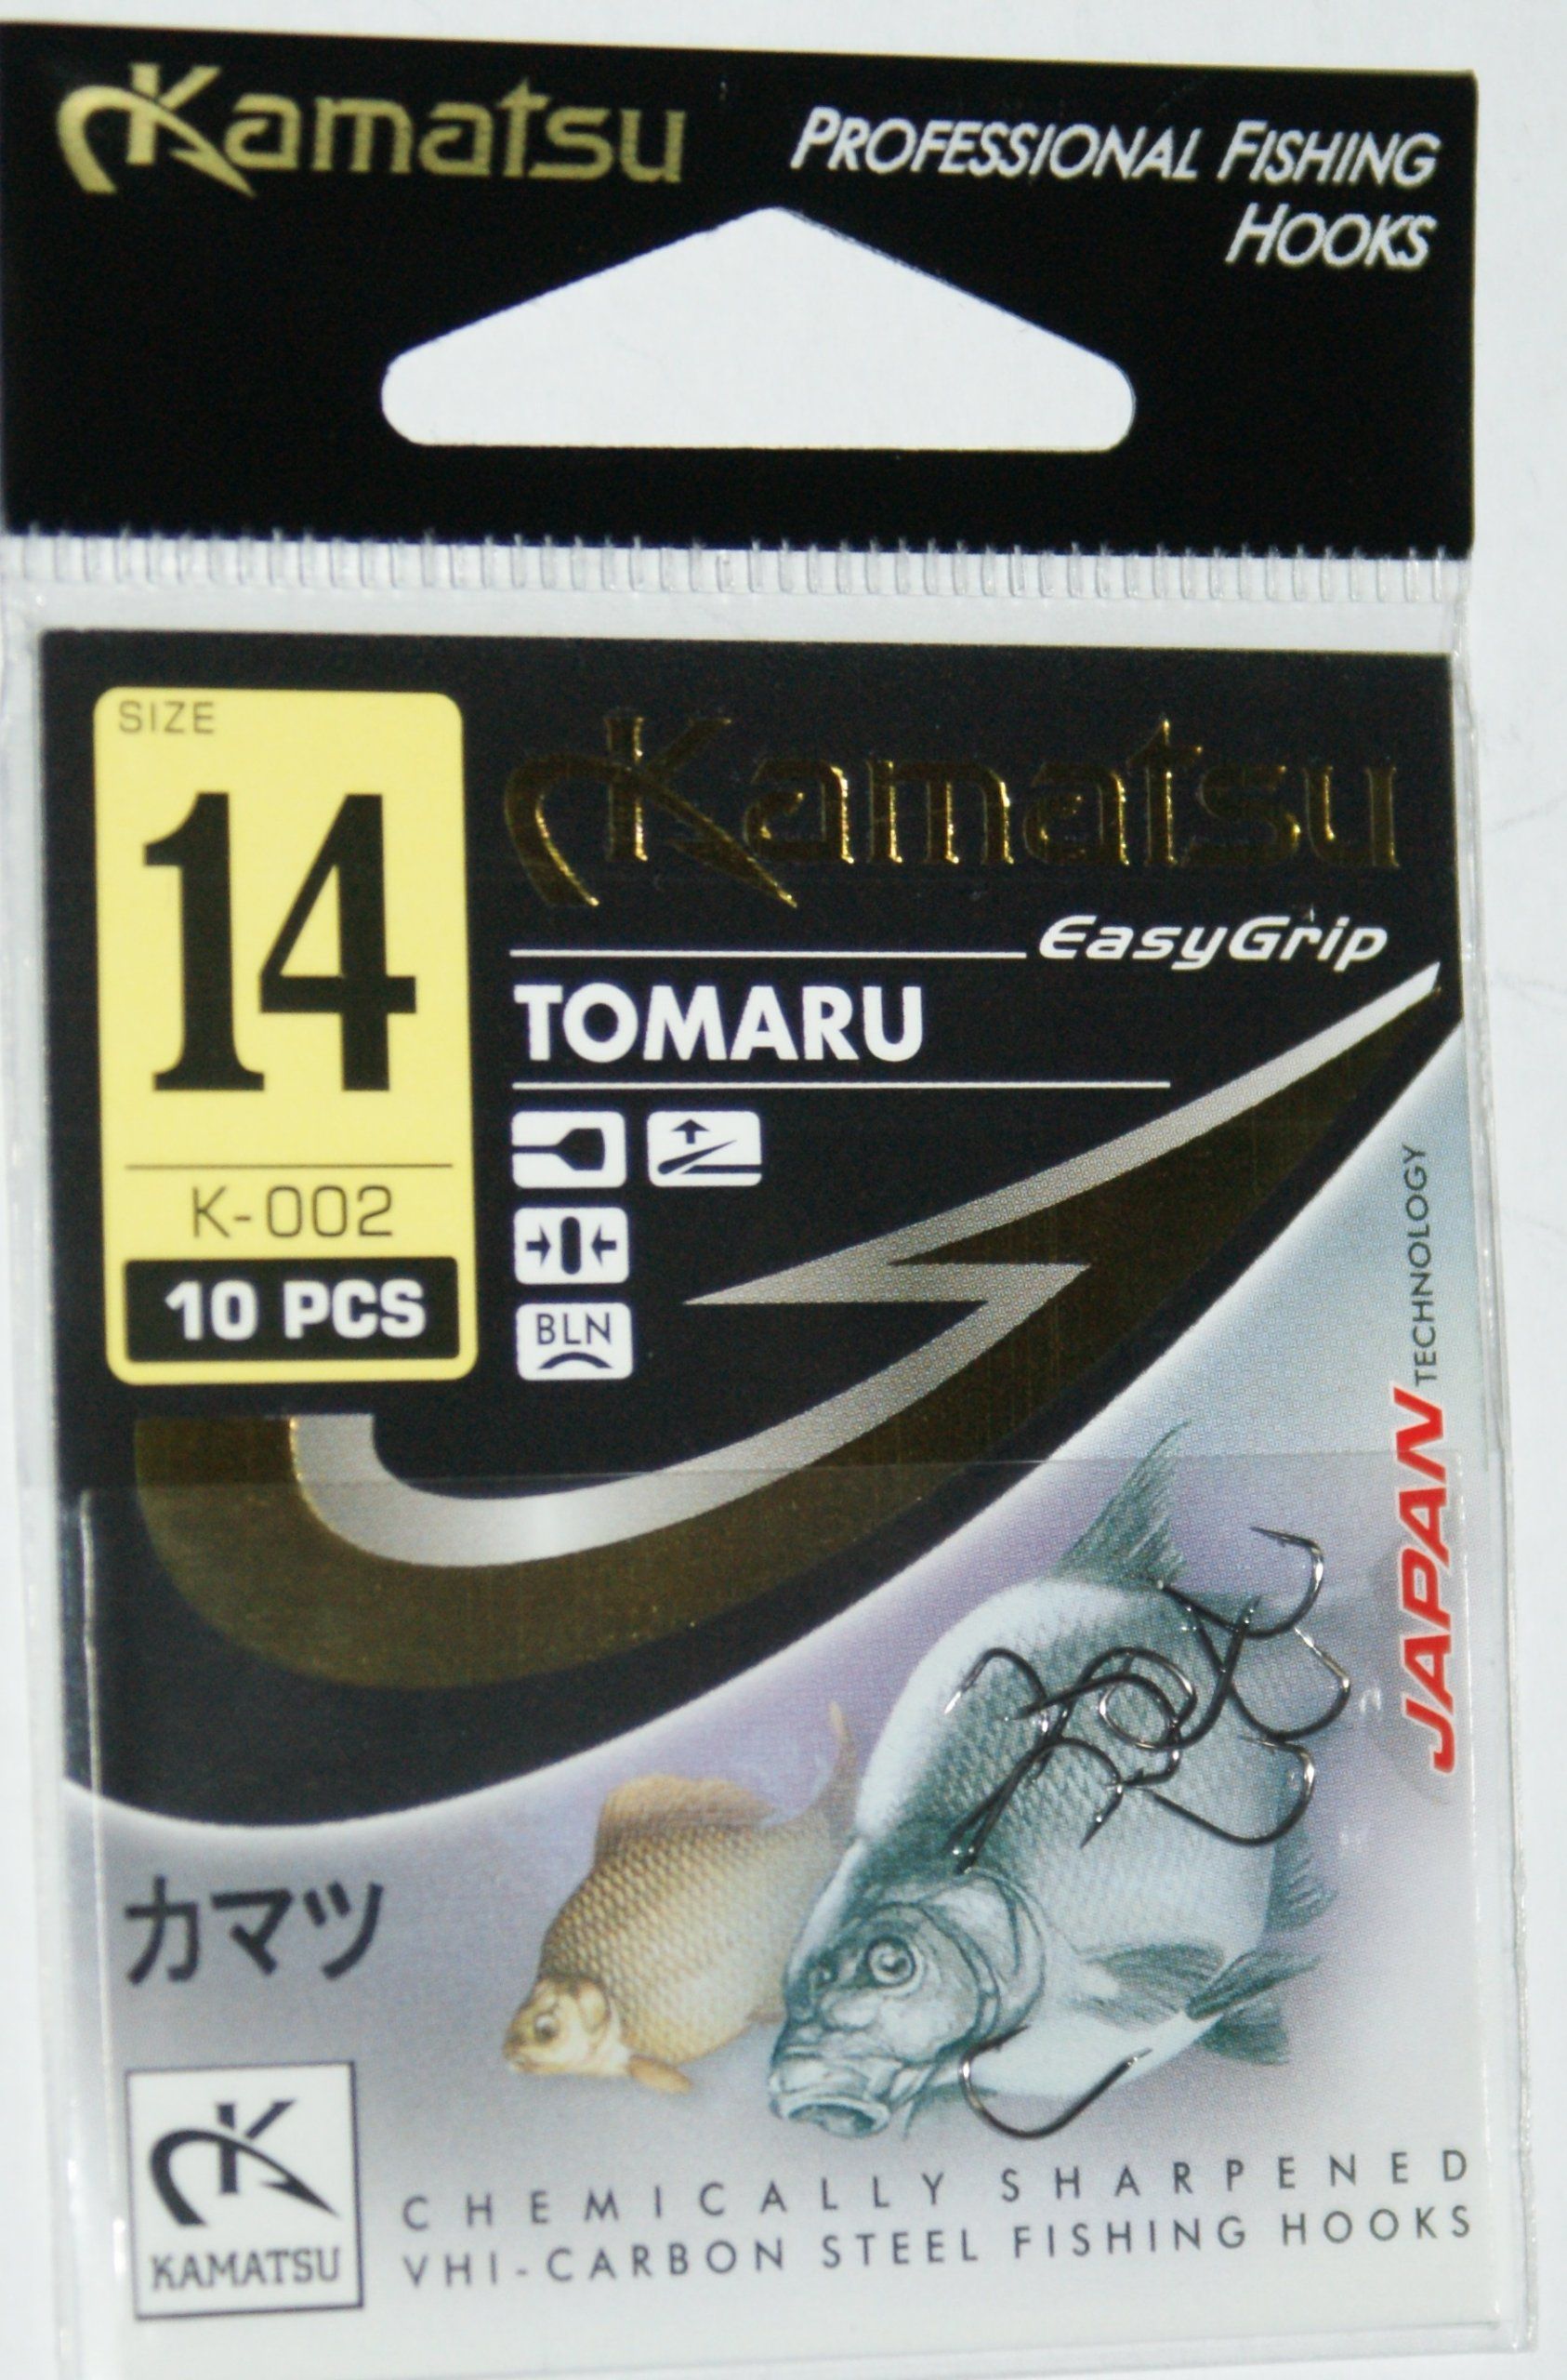 Kamatsu
PROFESSIONAL FISHING
HOOKS
SIZE
14
K-002
10 PCS
Kamatsu
EasyGrip
TOMARU
BLN
JAPAN TECHNOLOGY
カマツ
K
KAMATSU
CHEMICALLY SHARPENED
VHI-CARBON STEEL FISHING HOOKS